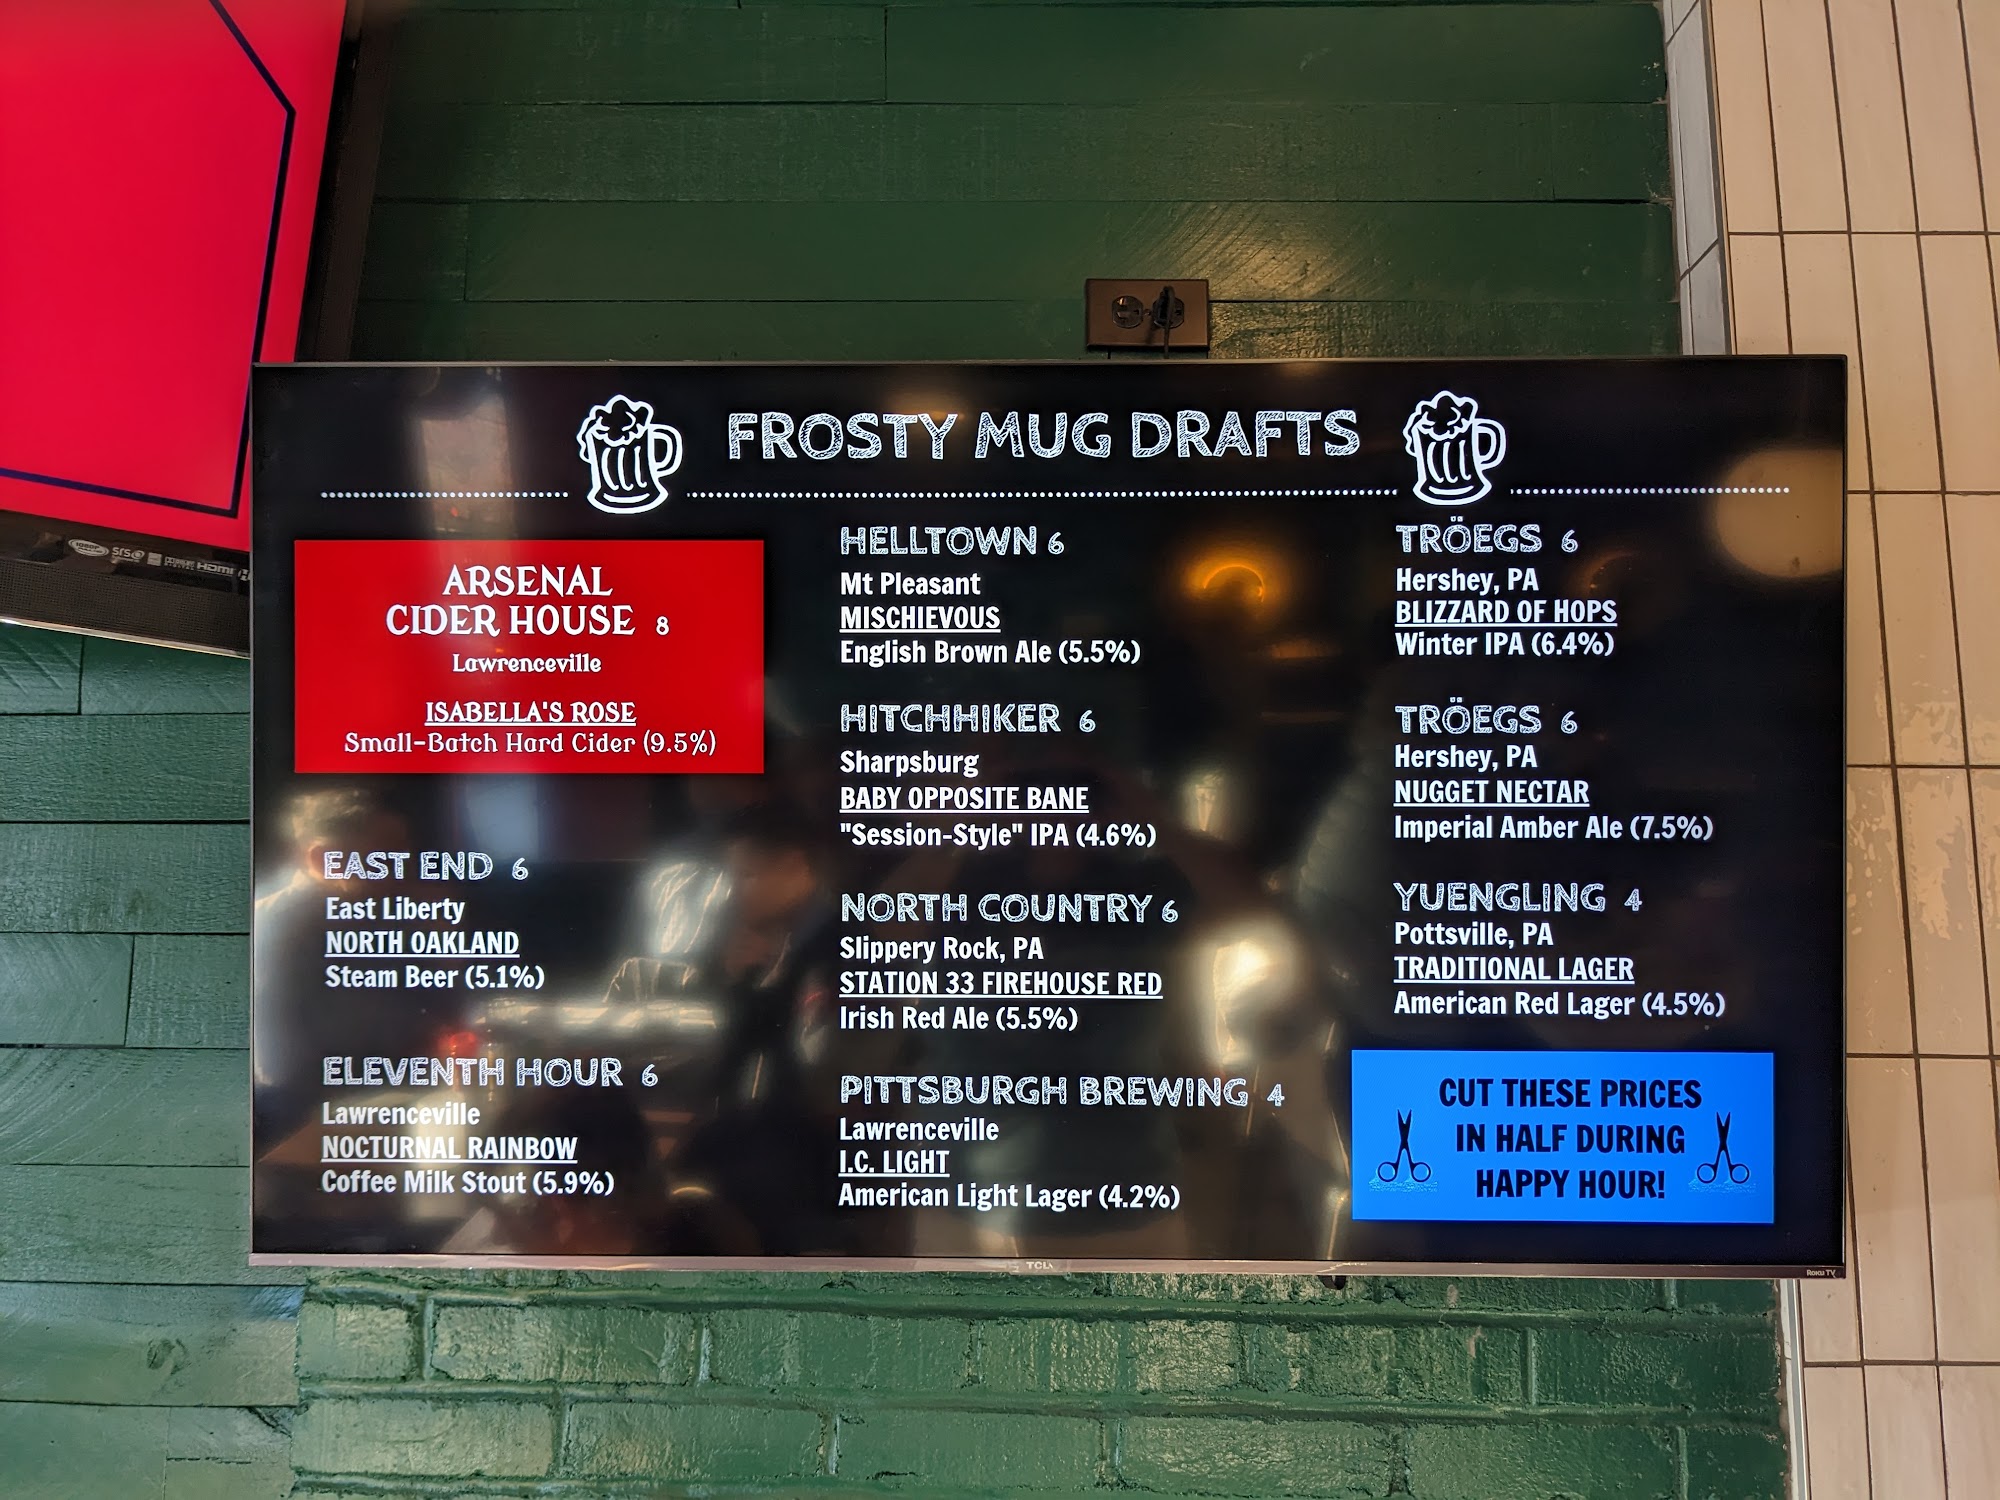 FROSTY MUG DRAFTS
ARSENAL
CIDER HOUSE 8
Lawrenceville
ISABELLA'S ROSE
Small-Batch Hard Cider (9.5%)
EAST END 6
East Liberty
NORTH OAKLAND
Steam Beer (5.1%)
ELEVENTH HOUR 6
Lawrenceville
NOCTURNAL RAINBOW
Coffee Milk Stout (5.9%)
HELLTOWN 6
Mt Pleasant
MISCHIEVOUS
English Brown Ale (5.5%)
HITCHHIKER 6
Sharpsburg
BABY OPPOSITE BANE
"Session-Style" IPA (4.6%)
NORTH COUNTRY 6
Slippery Rock, PA
STATION 33 FIREHOUSE RED
Irish Red Ale (5.5%)
PITTSBURGH BREWING 4
Lawrenceville
I.C. LIGHT
American Light Lager (4.2%)
TRÖEGS 6
Hershey, PA
BLIZZARD OF HOPS
Winter IPA (6.4%)
TRÖEGS 6
Hershey, PA
NUGGET NECTAR
Imperial Amber Ale (7.5%)
YUENGLING 4
Pottsville, PA
TRADITIONAL LAGER
American Red Lager (4.5%)
CUT THESE PRICES
IN HALF DURING
HAPPY HOUR!
TCL
Roku TV
HDMI